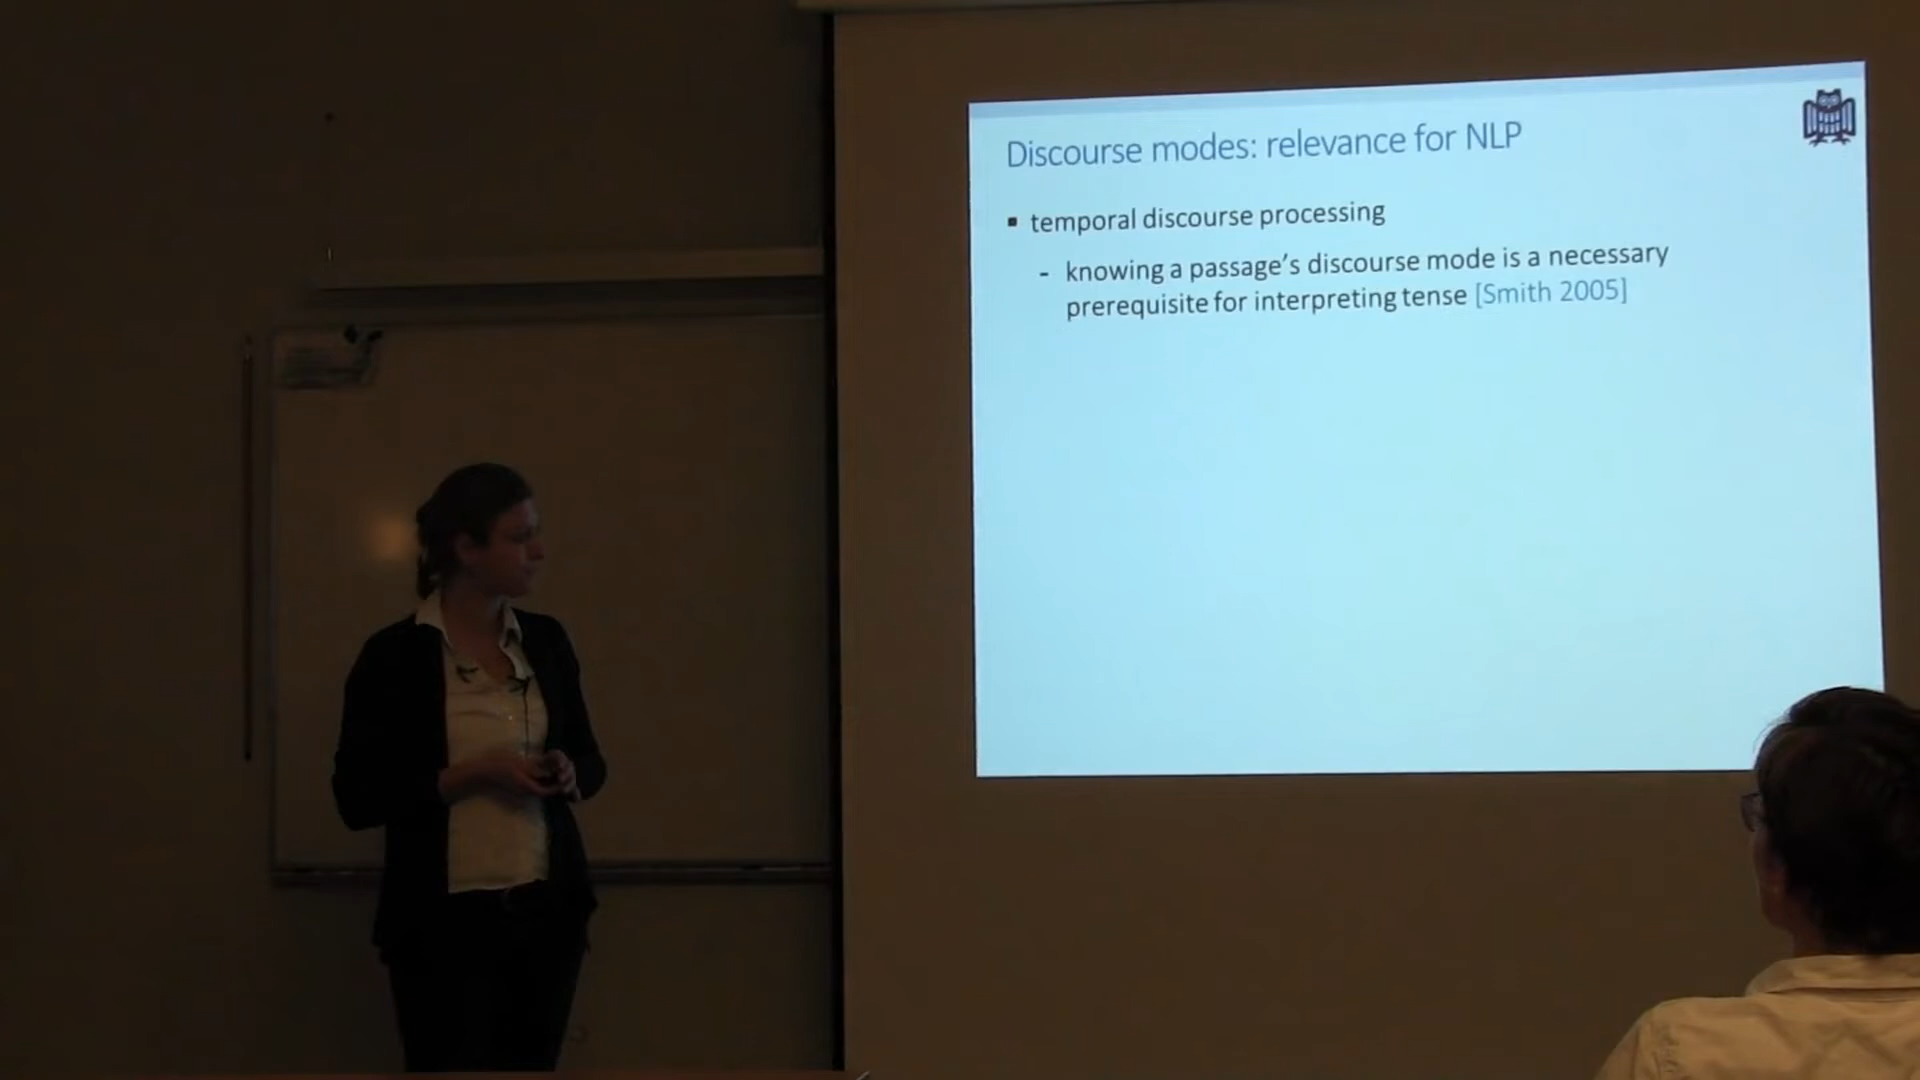 Discourse modes: relevance for NLP
▪ temporal discourse processing
- knowing a passage's discourse mode is a necessary
prerequisite for interpreting tense [Smith 2005]